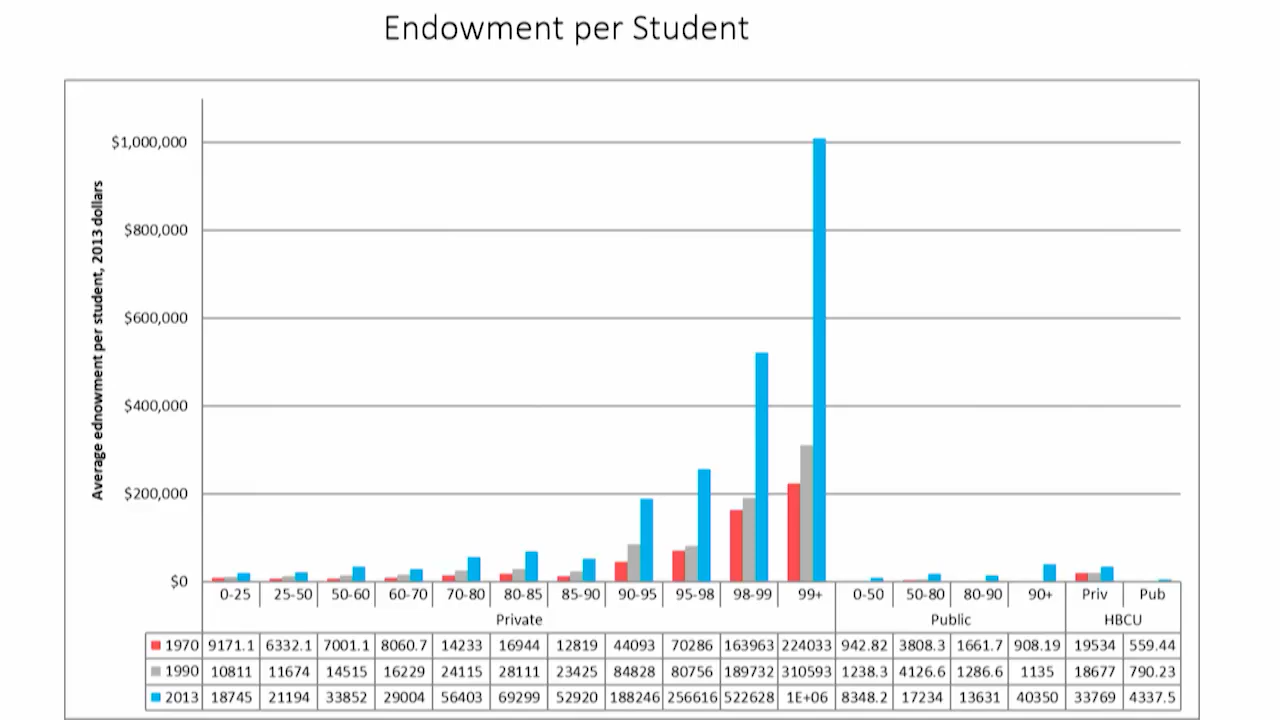 Endowment per Student
Average ednowment per student, 2013 dollars
$1,000,000
$800,000
$600,000
$400,000
$200,000
$0
0-25 25-50 50-60 60-70 70-80 80-85 85-90 90-95 95-98 98-99 99+ 0-50 50-80 80-90 90+ Priv Pub
Private Public HBCU
1970 9171.1 6332.1 7001.1 8060.7 14233 16944 12819 44093 70286 163963 224033 942.82 3808.3 1661.7 908.19 19534 559.44
1990 10811 11674 14515 16229 24115 28111 23425 84828 80756 189732 310593 1238.3 4126.6 1286.6 1135 18677 790.23
2013 18745 21194 33852 29004 56403 69299 52920 188246 256616 522628 1E+06 8348.2 17234 13631 40350 33769 4337.5